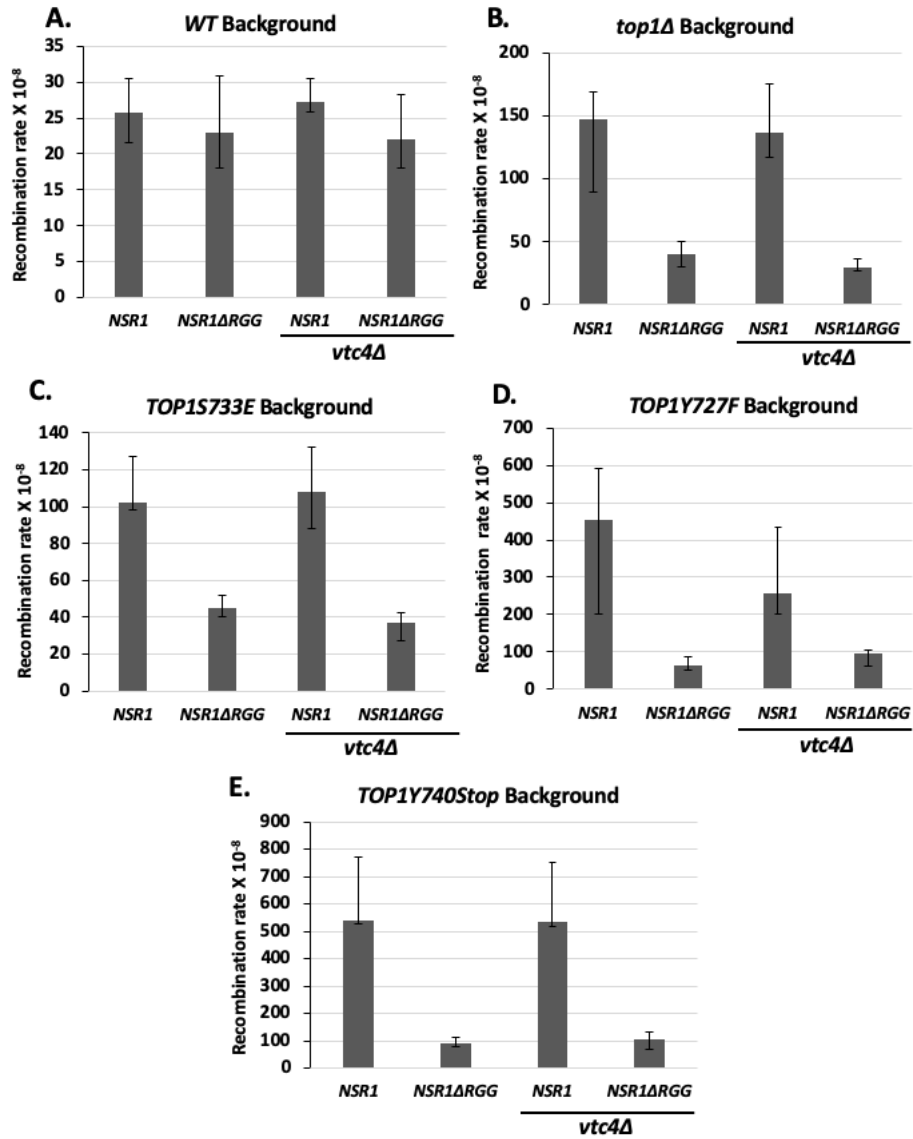 A.
WT Background
Recombination rate X 10⁻⁸
35
30
25
20
15
10
5
0
NSR1 NSR1ΔRGG NSR1 NSR1ΔRGG
vtc4Δ
B.
top1Δ Background
Recombination rate X 10⁻⁸
200
150
100
50
0
NSR1 NSR1ΔRGG NSR1 NSR1ΔRGG
vtc4Δ
C.
TOP1S733E Background
Recombination rate X 10⁻⁸
140
120
100
80
60
40
20
0
NSR1 NSR1ΔRGG NSR1 NSR1ΔRGG
vtc4Δ
D.
TOP1Y727F Background
Recombination rate X 10⁻⁸
700
600
500
400
300
200
100
0
NSR1 NSR1ΔRGG NSR1 NSR1ΔRGG
vtc4Δ
E.
TOP1Y740Stop Background
Recombination rate X 10⁻⁸
900
800
700
600
500
400
300
200
100
0
NSR1 NSR1ΔRGG NSR1 NSR1ΔRGG
vtc4Δ